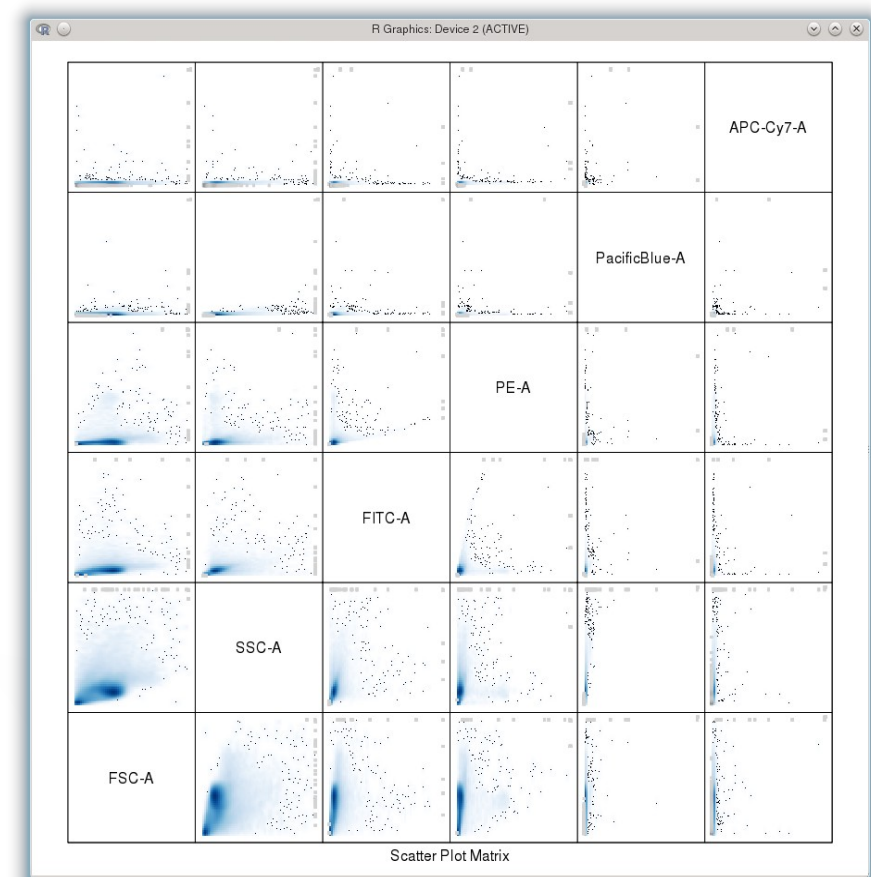 R Graphics: Device 2 (ACTIVE)
APC-Cy7-A
PacificBlue-A
PE-A
FITC-A
SSC-A
FSC-A
Scatter Plot Matrix